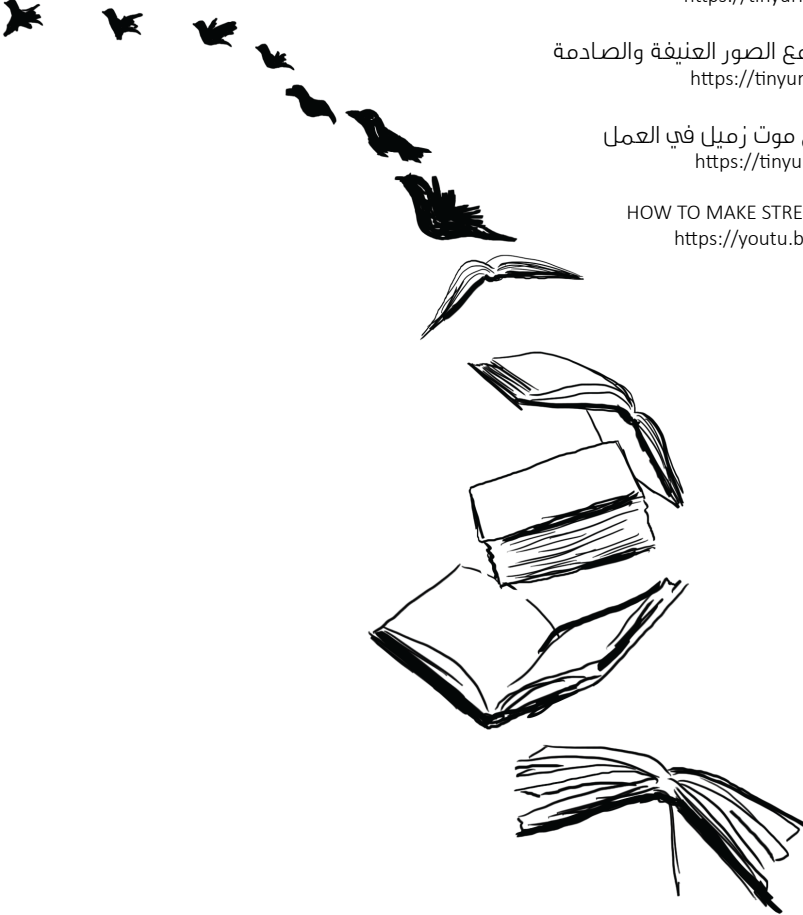 https://tinyurl
مع الصور العنيفة والصادمة
https://tinyur
موت زميل في العمل
https://tinyu
HOW TO MAKE STRE
https://youtu.b